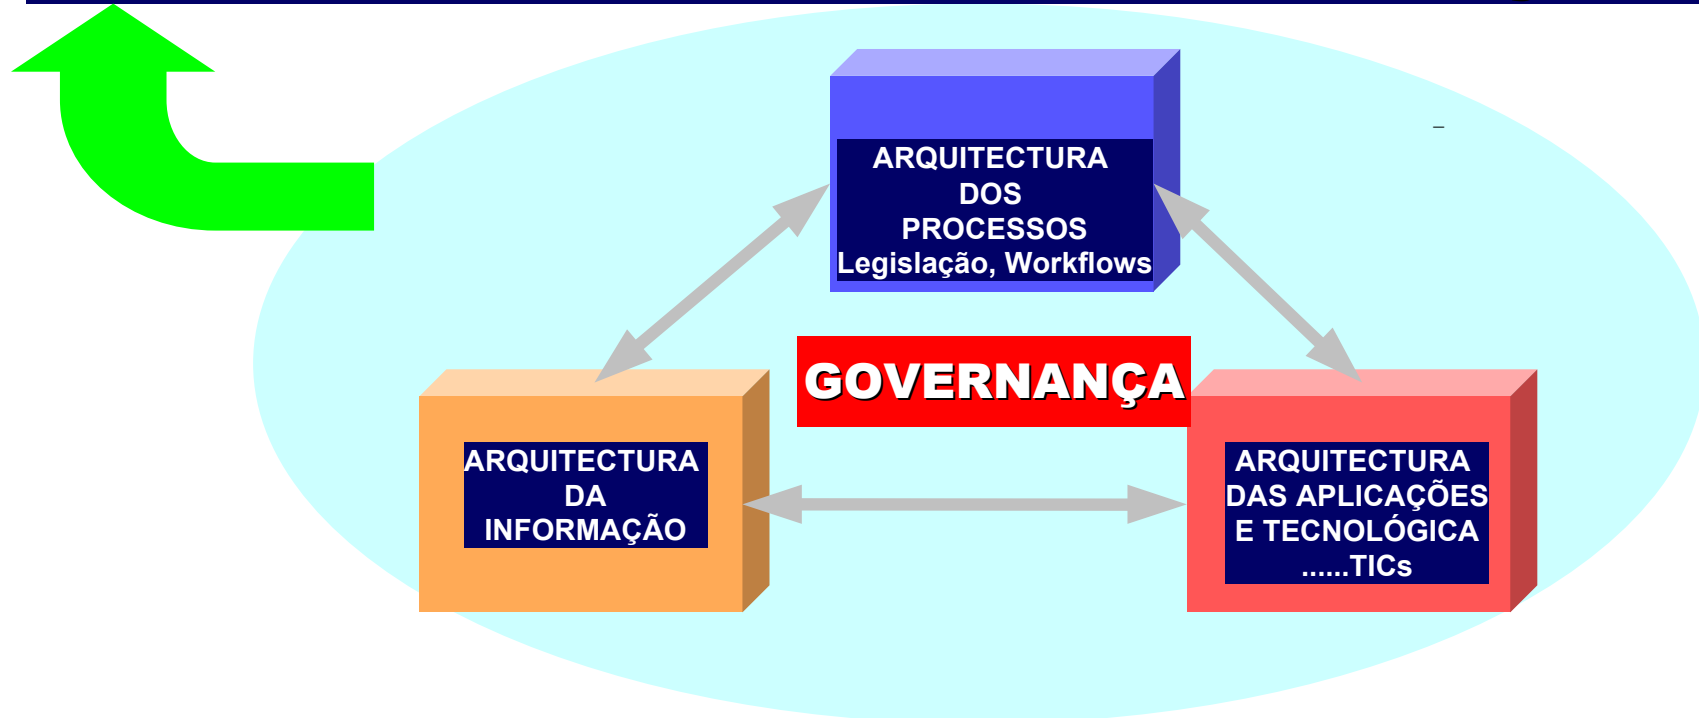 ARQUITECTURA
DOS
PROCESSOS
Legislação, Workflows
GOVERNANÇA
ARQUITECTURA
DA
INFORMAÇÃO
ARQUITECTURA
DAS APLICAÇÕES
E TECNOLÓGICA
......TICs